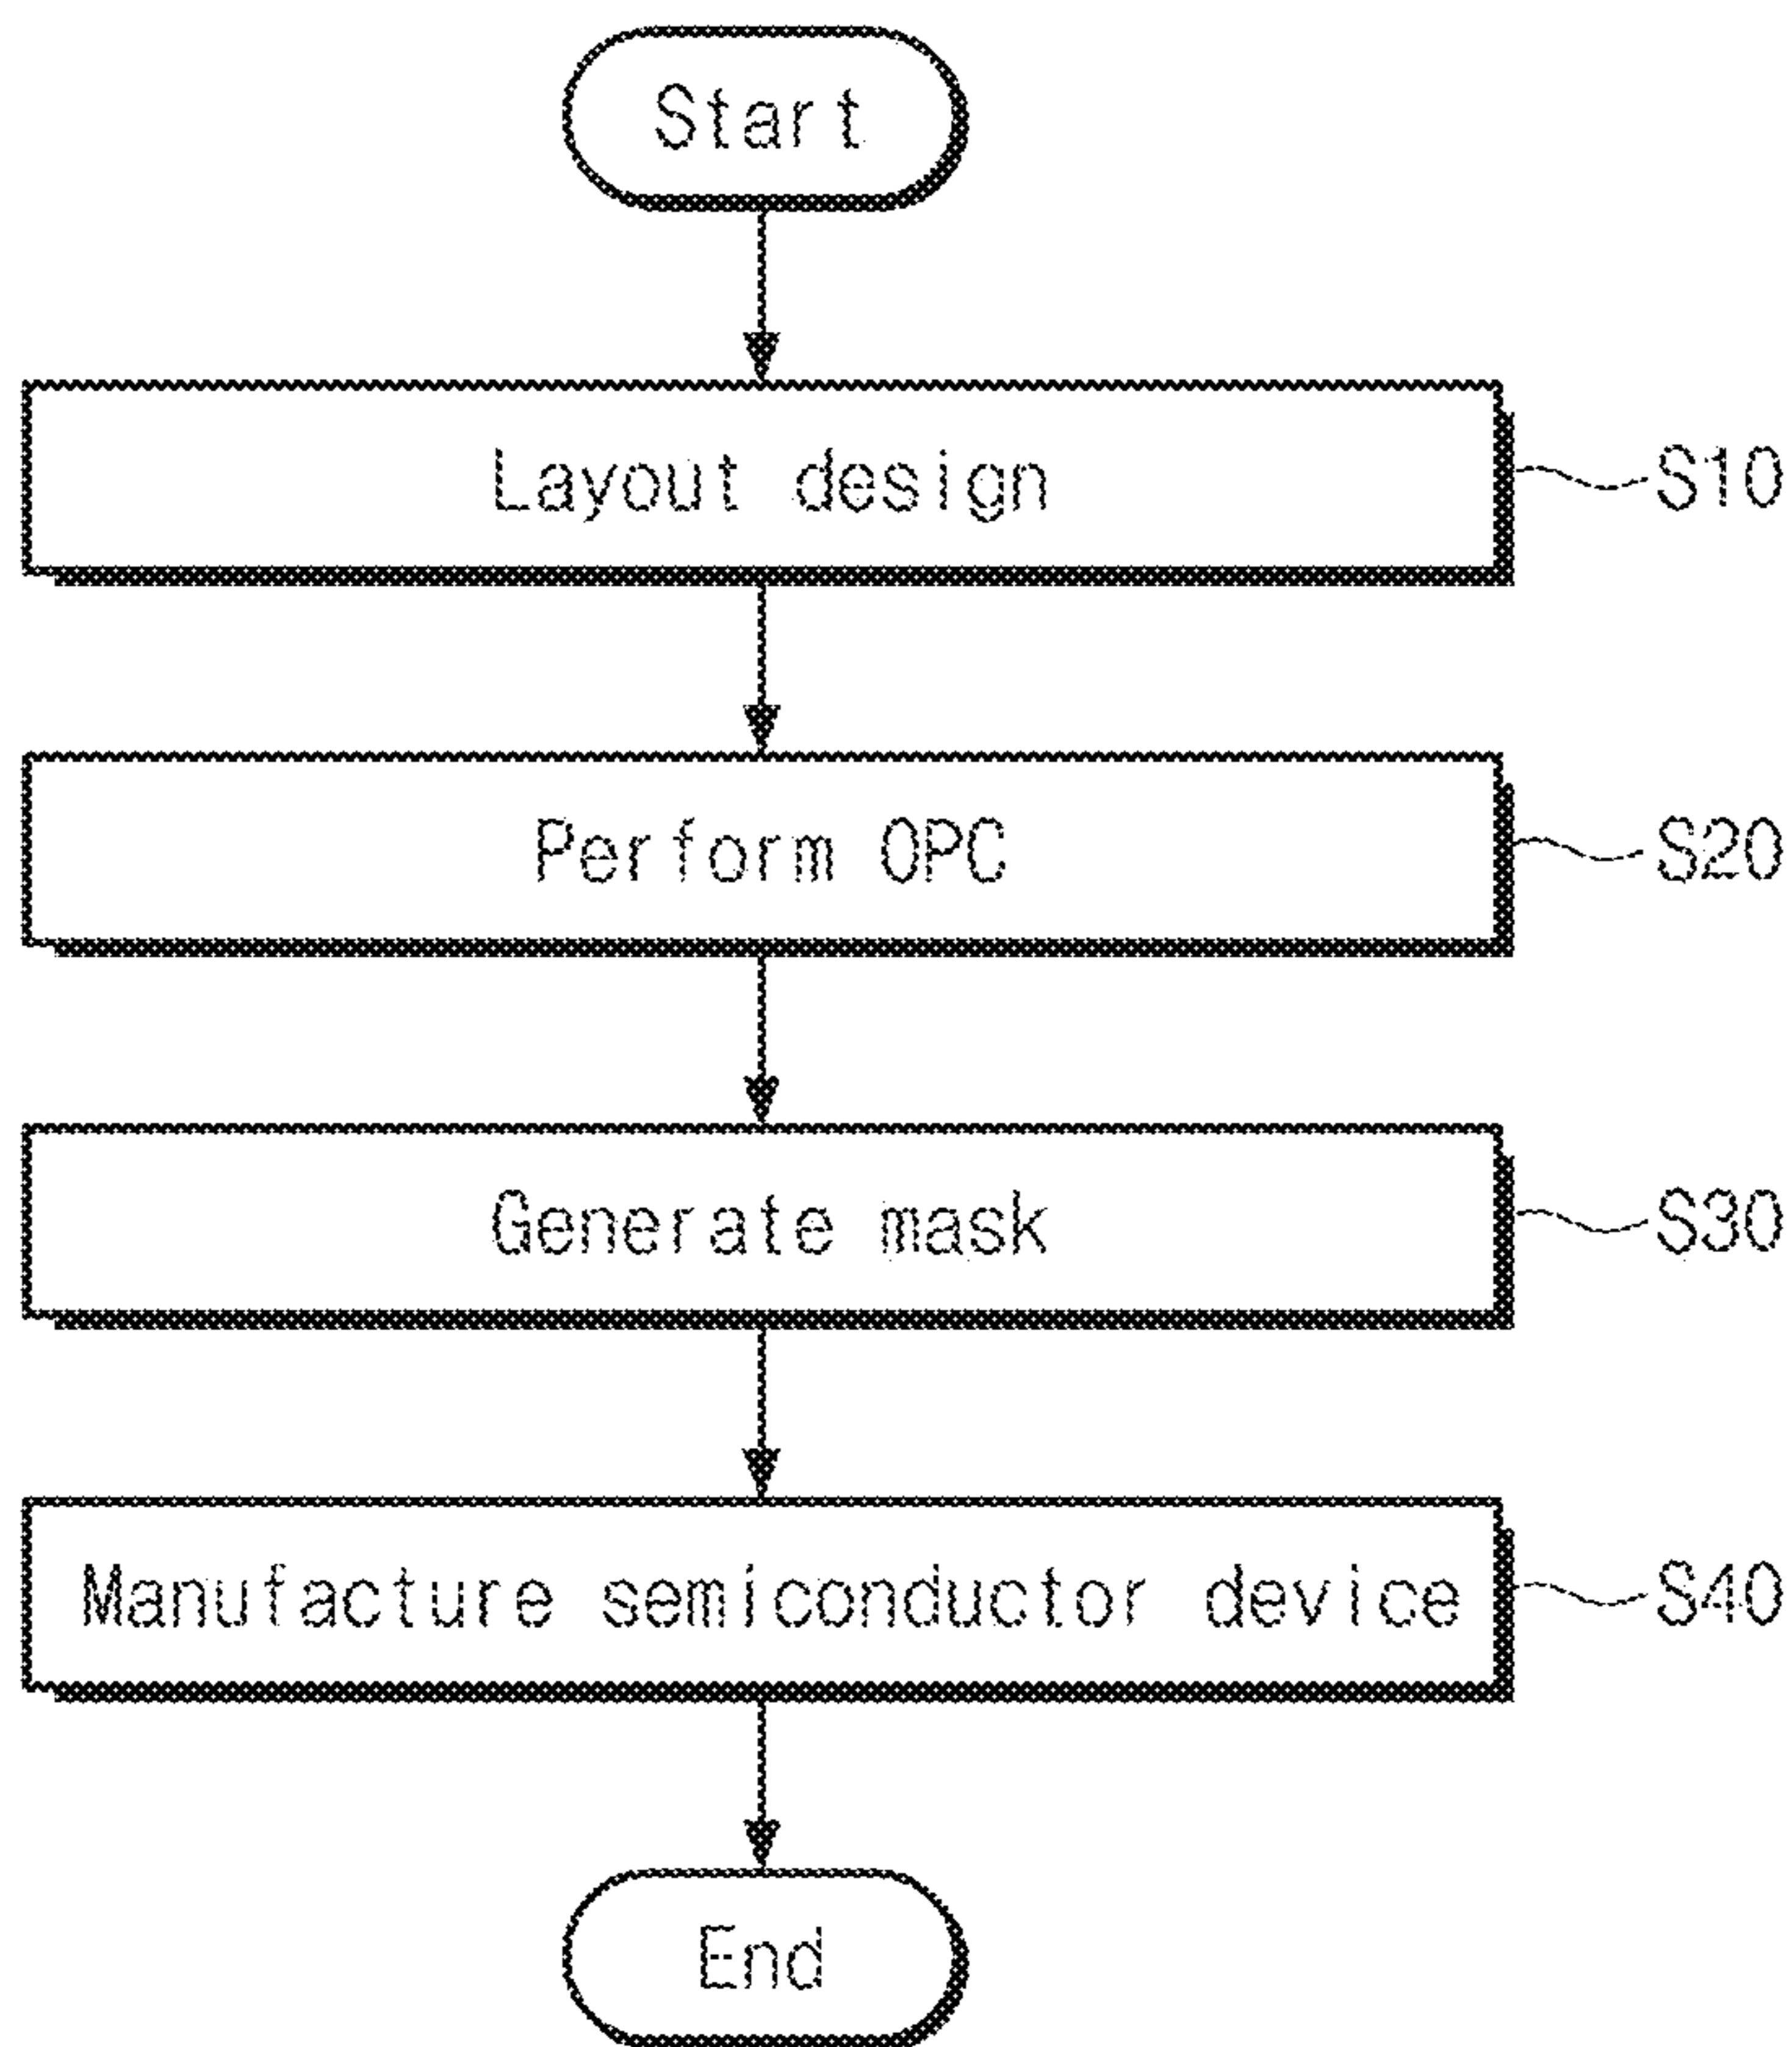 Start
Layout design
S10
Perform OPC
S20
Generate mask
S30
Manufacture semiconductor device
S40
End